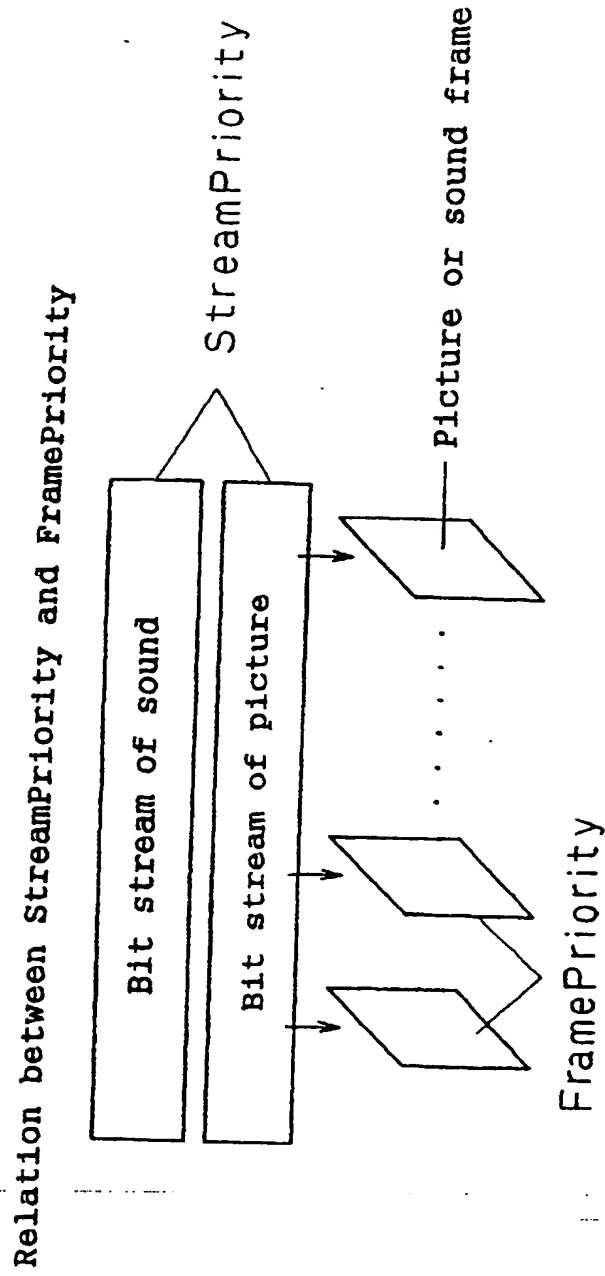 Relation between StreamPriority and FramePriority
Bit stream of sound
StreamPriority
Bit stream of picture
Picture or sound frame
FramePriority